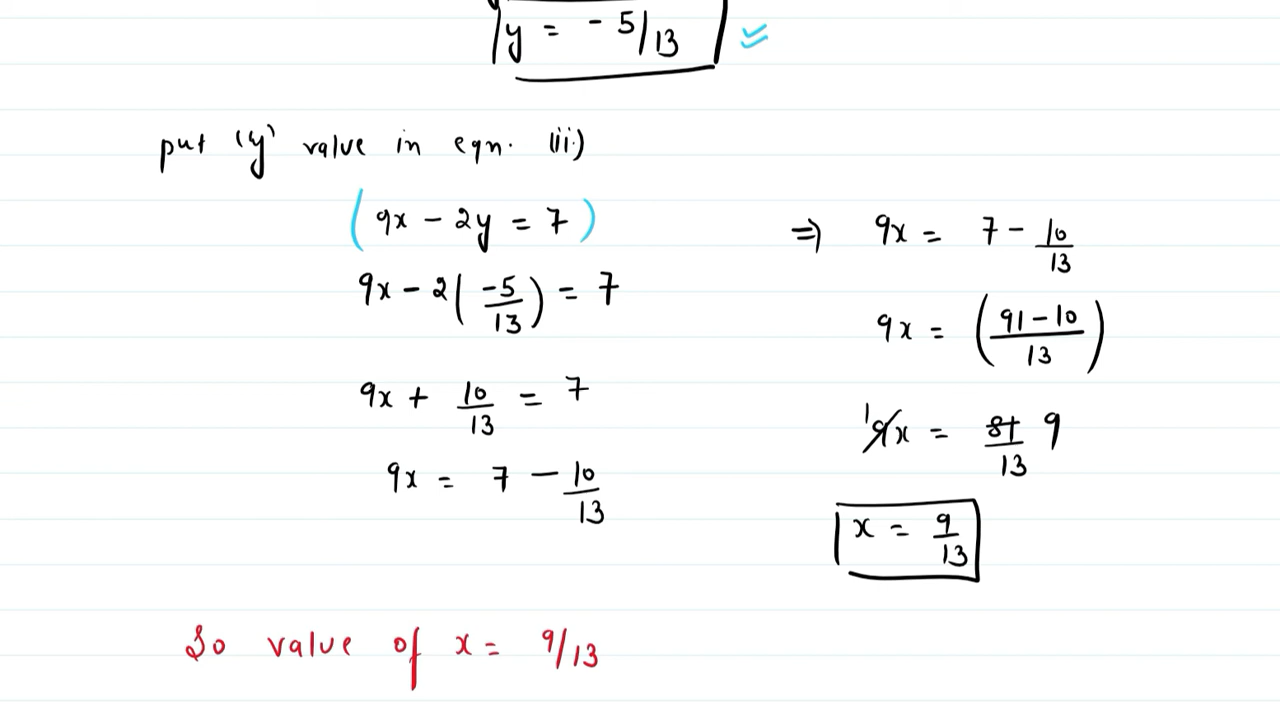 y = - 5/13
put 'y' value in eqn. (ii)
(9x - 2y = 7)
9x - 2(-5/13) = 7
9x + 10/13 = 7
9x = 7 - 10/13
⇒ 9x = 7 - 10/13
9x = (91 - 10/13)
1 9x = 81/13 9
x = 9/13
So value of x = 9/13